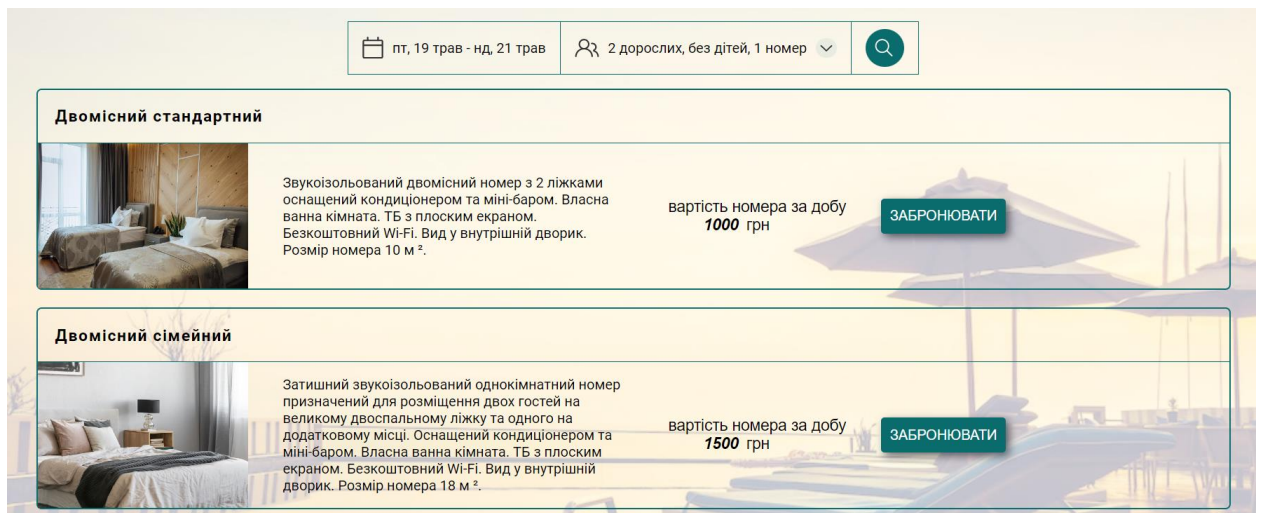 пт, 19 трав - нд, 21 трав
2 дорослих, без дітей, 1 номер
Двомісний стандартний
Звукоізольований двомісний номер з 2 ліжками
оснащений кондиціонером та міні-баром. Власна
ванна кімната. ТБ з плоским екраном.
Безкоштовний Wi-Fi. Вид у внутрішній дворик.
Розмір номера 10 м ².
вартість номера за добу
1000 грн
ЗАБРОНЮВАТИ
Двомісний сімейний
Затишний звукоізольований однокімнатний номер
призначений для розміщення двох гостей на
великому двоспальному ліжку та одного на
додатковому місці. Оснащений кондиціонером та
міні-баром. Власна ванна кімната. ТБ з плоским
екраном. Безкоштовний Wi-Fi. Вид у внутрішній
дворик. Розмір номера 18 м ².
вартість номера за добу
1500 грн
ЗАБРОНЮВАТИ